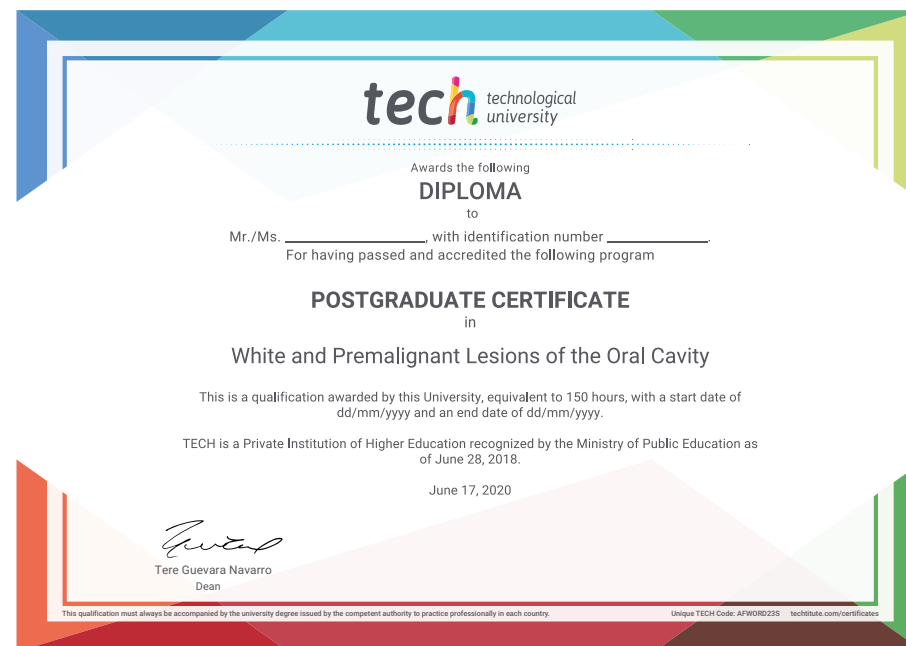 tech technological
university
Awards the following
DIPLOMA
to
Mr./Ms. ____________________, with identification number ______________.
For having passed and accredited the following program
POSTGRADUATE CERTIFICATE
in
White and Premalignant Lesions of the Oral Cavity
This is a qualification awarded by this University, equivalent to 150 hours, with a start date of
dd/mm/yyyy and an end date of dd/mm/yyyy.
TECH is a Private Institution of Higher Education recognized by the Ministry of Public Education as
of June 28, 2018.
June 17, 2020
Tere Guevara Navarro
Dean
This qualification must always be accompanied by the university degree issued by the competent authority to practice professionally in each country. Unique TECH Code: AFWORD23S techtitute.com/certificates